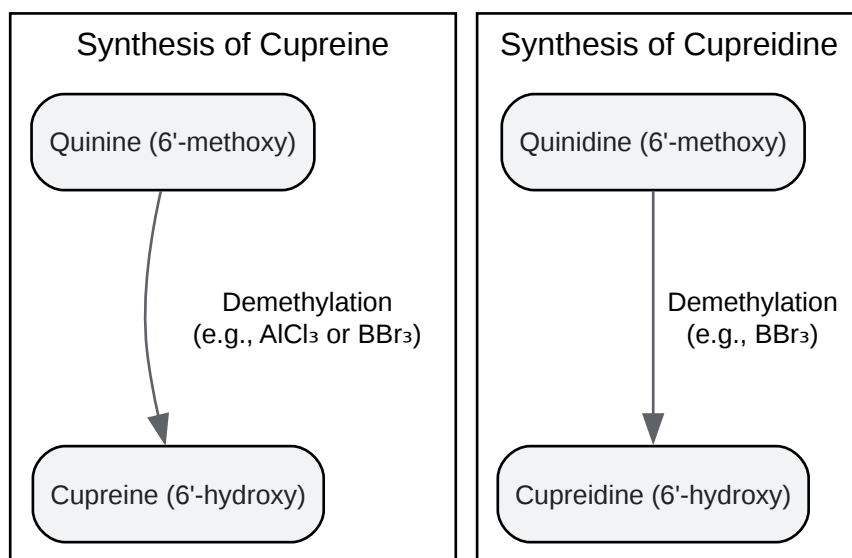 Synthesis of Cupreine
Quinine (6'-methoxy)
Demethylation
(e.g., AlCl₃ or BBr₃)
Cupreine (6'-hydroxy)
Synthesis of Cupreidine
Quinidine (6'-methoxy)
Demethylation
(e.g., BBr₃)
Cupreidine (6'-hydroxy)